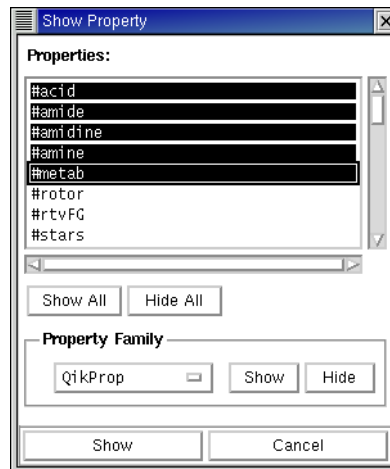 Show Property
Properties:
#acid
#amide
#amidine
#amine
#metab
#rotor
#rtvFG
#stars
Show All Hide All
Property Family
QikProp Show Hide
Show Cancel